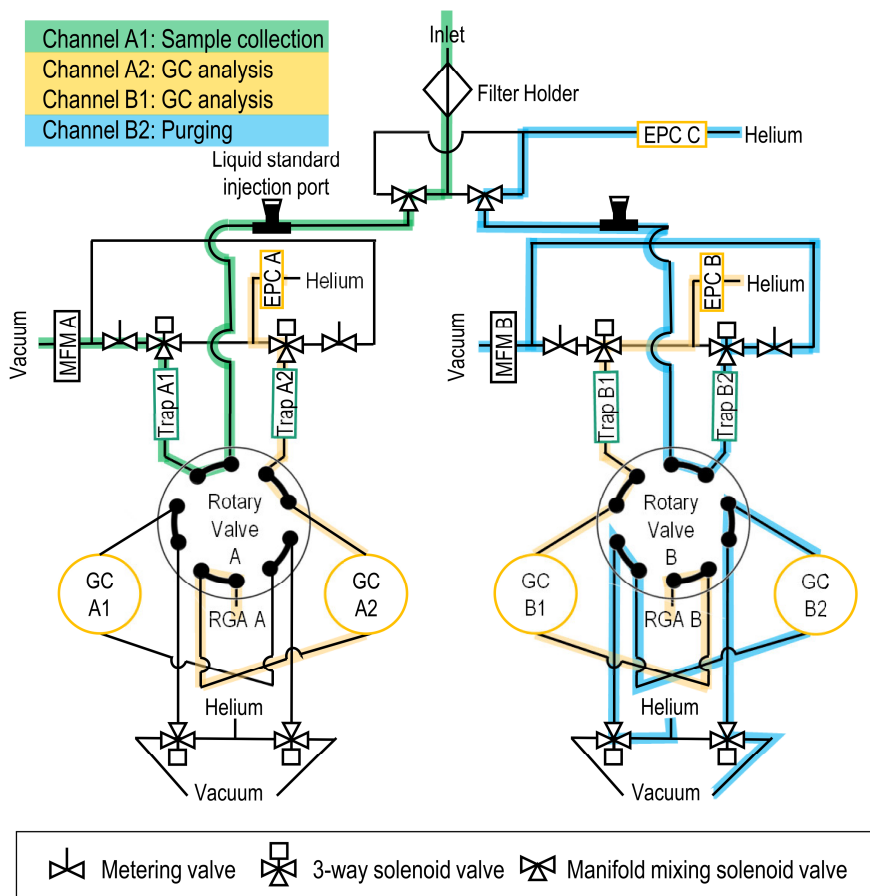 Channel A1: Sample collection
Channel A2: GC analysis
Channel B1: GC analysis
Channel B2: Purging
Inlet
Filter Holder
EPC C
Helium
Liquid standard
injection port
EPC A
Helium
EPC B
Helium
Vacuum
MFM A
Vacuum
MFM B
Trap A1
Trap A2
Trap B1
Trap B2
Rotary
Valve
A
Rotary
Valve
B
GC
A1
GC
A2
GC
B1
GC
B2
RGA A
RGA B
Helium
Helium
Vacuum
Vacuum
Metering valve
3-way solenoid valve
Manifold mixing solenoid valve